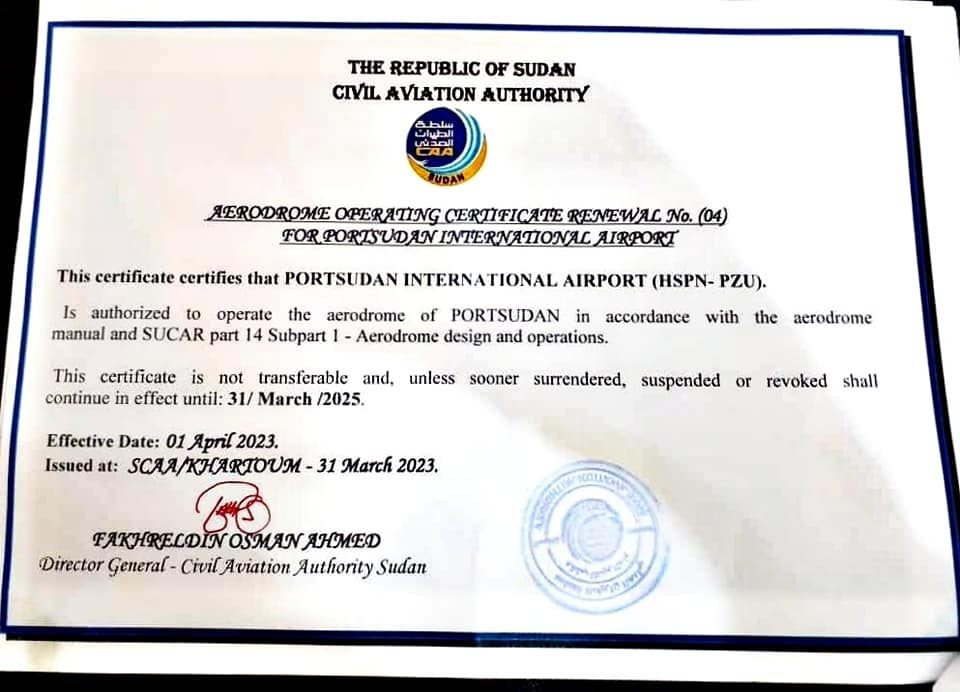 THE REPUBLIC OF SUDAN
CIVIL AVIATION AUTHORITY
سلطة
الطيران
المدني
CAA
SUDAN
AERODROME OPERATING CERTIFICATE RENEWAL No. (04)
FOR PORTSUDAN INTERNATIONAL AIRPORT
This certificate certifies that PORTSUDAN INTERNATIONAL AIRPORT (HSPN- PZU).
Is authorized to operate the aerodrome of PORTSUDAN in accordance with the aerodrome
manual and SUCAR part 14 Subpart 1 - Aerodrome design and operations.
This certificate is not transferable and, unless sooner surrendered, suspended or revoked shall
continue in effect until: 31/ March /2025.
Effective Date: 01 April 2023.
Issued at: SCAA/KHARTOUM - 31 March 2023.
FAKHRELDIN OSMAN AHMED
Director General - Civil Aviation Authority Sudan